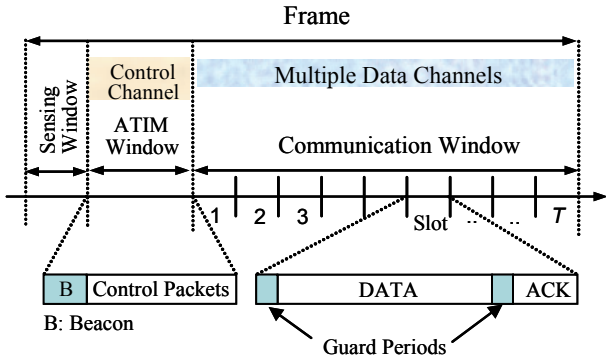 Frame
Sensing Window
Control Channel
Multiple Data Channels
ATIM Window
Communication Window
1 2 3 Slot .. .. T
B Control Packets
DATA ACK
B: Beacon
Guard Periods